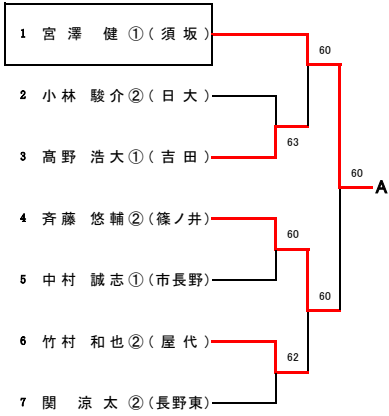 1 宮澤 健①(須坂)
60
2 小林 駿介②(日大)
63
3 髙野 浩大①(吉田)
60
A
4 斉藤 悠輔②(篠ノ井)
60
5 中村 誠志①(市長野)
60
6 竹村 和也②(屋代)
62
7 関 涼太②(長野東)